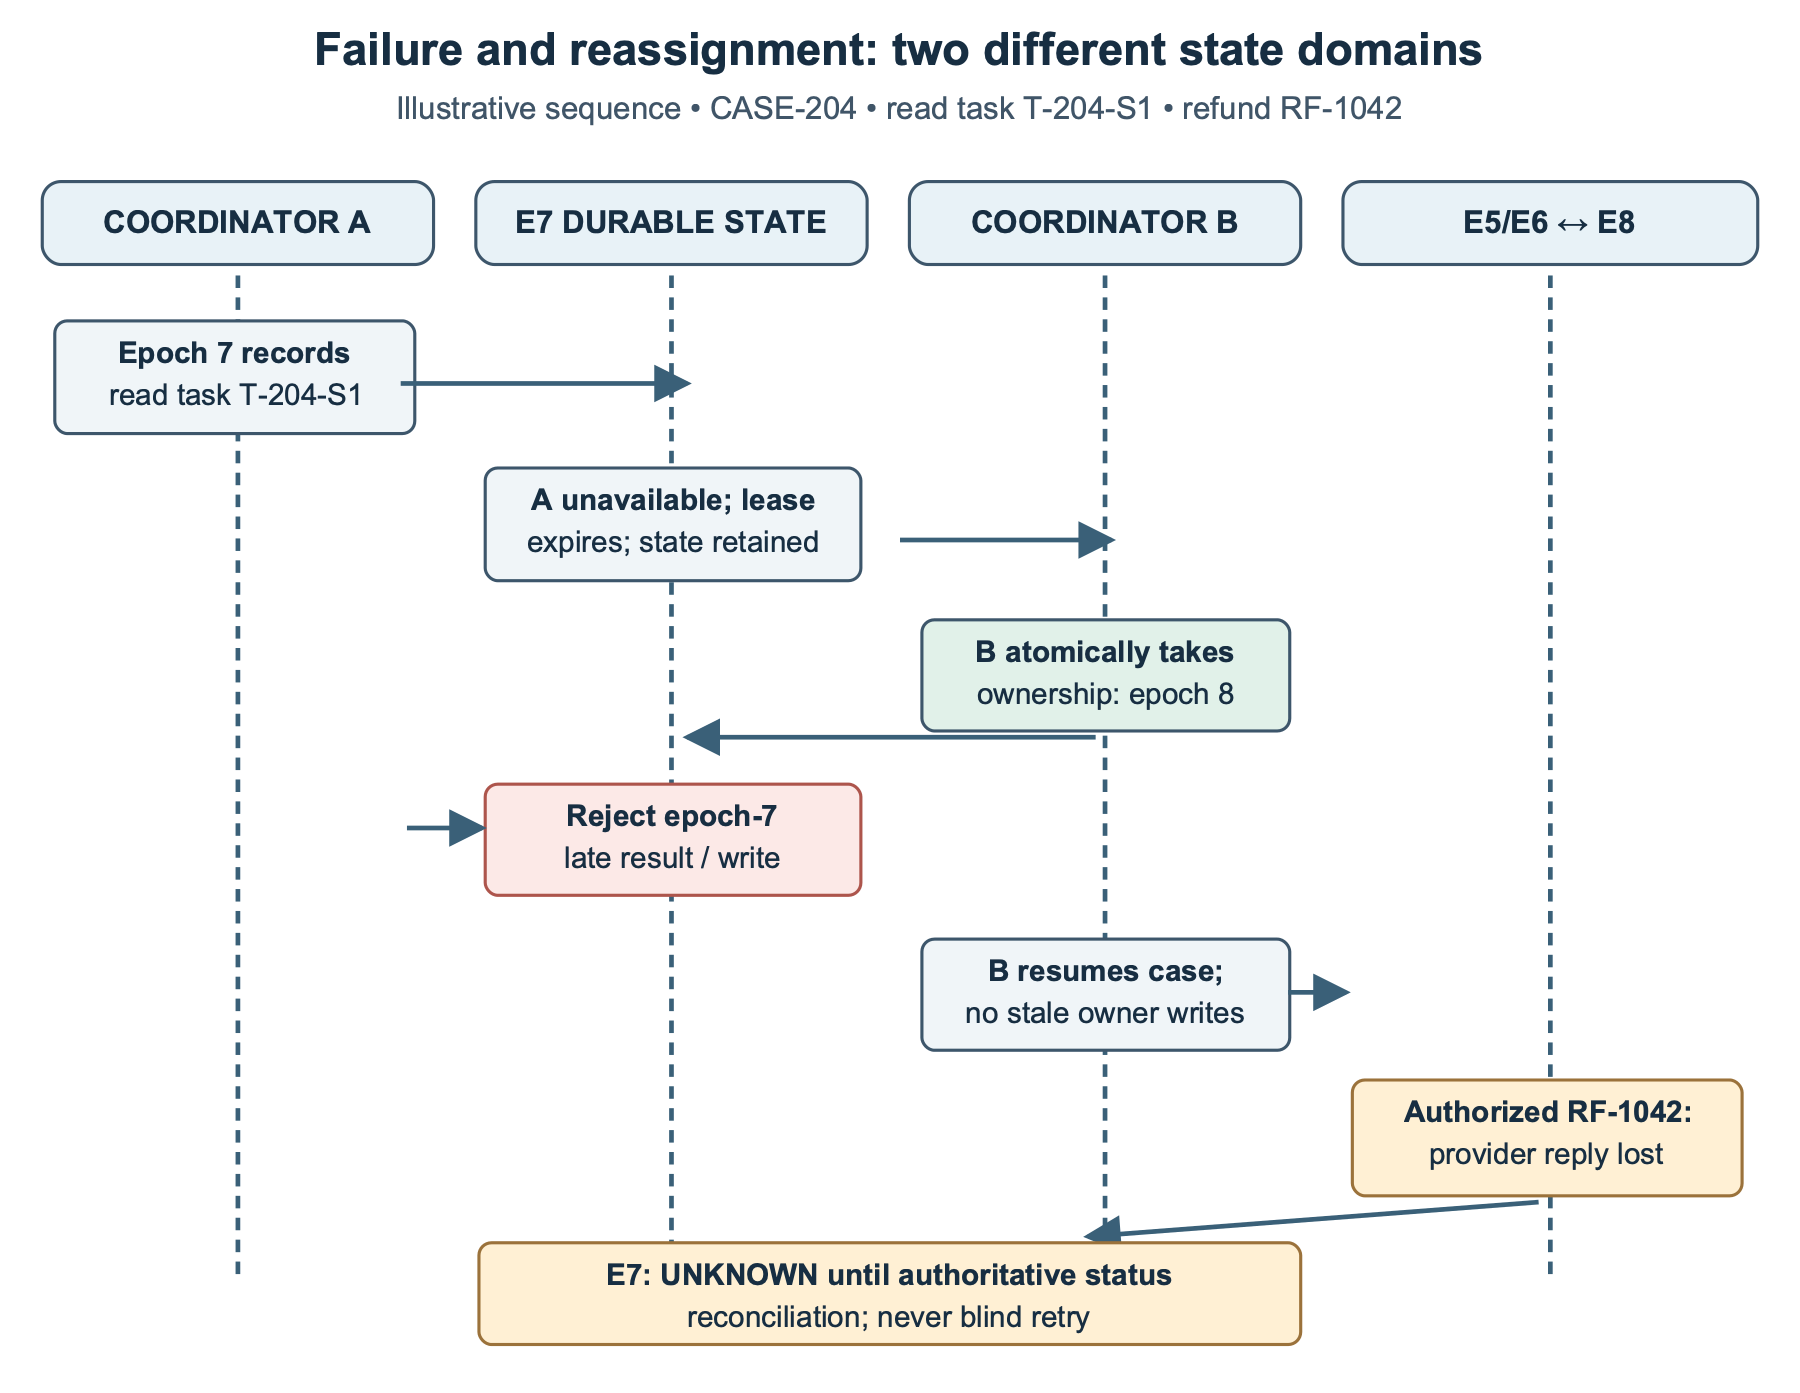 Failure and reassignment: two different state domains
Illustrative sequence • CASE-204 • read task T-204-S1 • refund RF-1042
COORDINATOR A
E7 DURABLE STATE
COORDINATOR B
E5/E6 ↔ E8
Epoch 7 records
read task T-204-S1
A unavailable; lease
expires; state retained
B atomically takes
ownership: epoch 8
Reject epoch-7
late result / write
B resumes case;
no stale owner writes
Authorized RF-1042:
provider reply lost
E7: UNKNOWN until authoritative status
reconciliation; never blind retry